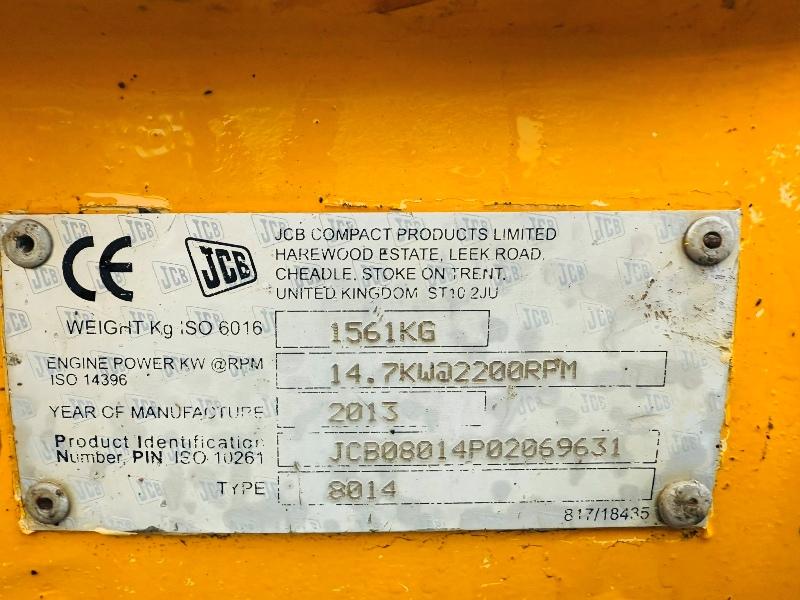 CE JCB JCB COMPACT PRODUCTS LIMITED
HAREWOOD ESTATE, LEEK ROAD,
CHEADLE, STOKE ON TRENT,
UNITED KINGDOM ST10 2JU
WEIGHT Kg ISO 6016 1561KG
ENGINE POWER KW @RPM
ISO 14396 14.7KW@2200RPM
YEAR OF MANUFACTURE 2013
Product Identification
Number, PIN ISO 10261 JCB08014P02069631
TYPE 8014
817/18435